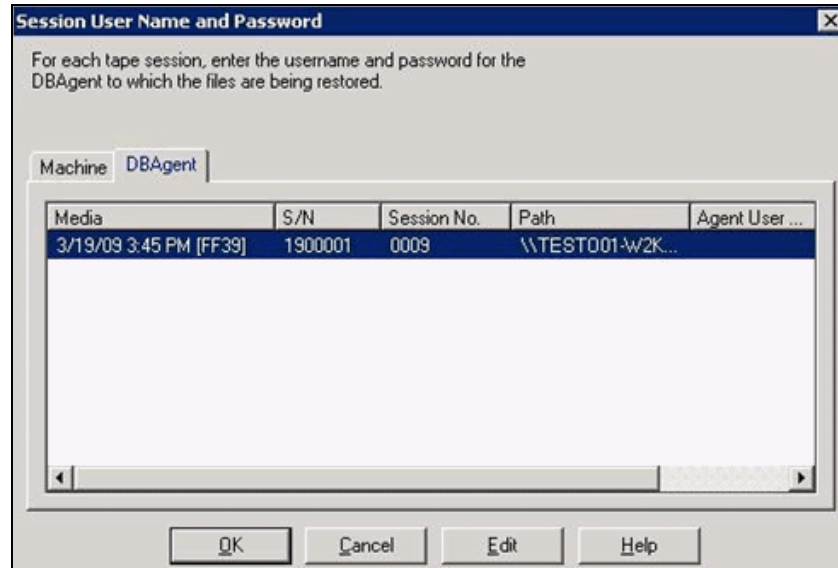 Session User Name and Password
For each tape session, enter the username and password for the
DBAgent to which the files are being restored.
Machine DBAgent
Media S/N Session No. Path Agent User ...
3/19/09 3:45 PM [FF39] 1900001 0009 \\TEST001-W2K...
OK Cancel Edit Help